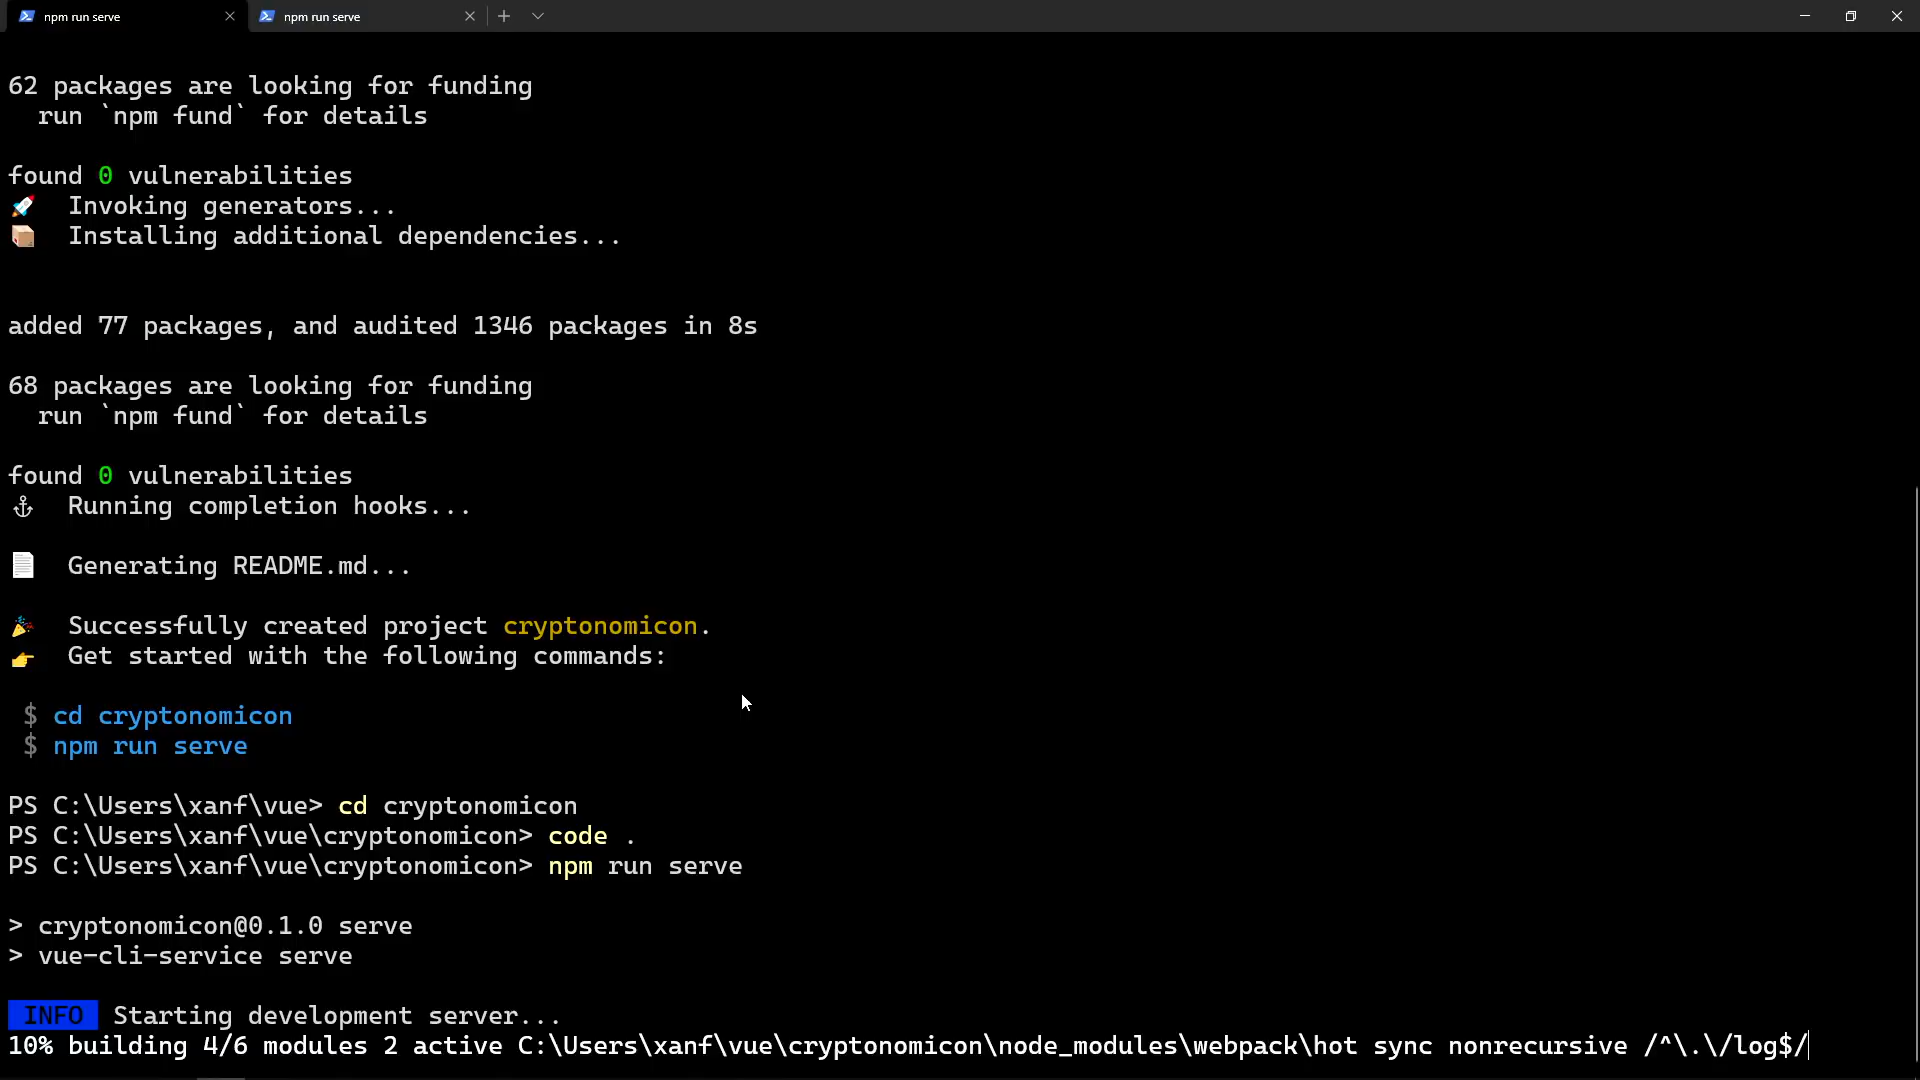 npm run serve
npm run serve
62 packages are looking for funding
run `npm fund` for details
found 0 vulnerabilities
🚀 Invoking generators...
📦 Installing additional dependencies...
added 77 packages, and audited 1346 packages in 8s
68 packages are looking for funding
run `npm fund` for details
found 0 vulnerabilities
⚓ Running completion hooks...
📄 Generating README.md...
🎉 Successfully created project cryptonomicon.
👉 Get started with the following commands:
$ cd cryptonomicon
$ npm run serve
PS C:\Users\xanf\vue> cd cryptonomicon
PS C:\Users\xanf\vue\cryptonomicon> code .
PS C:\Users\xanf\vue\cryptonomicon> npm run serve
> cryptonomicon@0.1.0 serve
> vue-cli-service serve
INFO Starting development server...
10% building 4/6 modules 2 active C:\Users\xanf\vue\cryptonomicon\node_modules\webpack\hot sync nonrecursive /^\.\/log$/